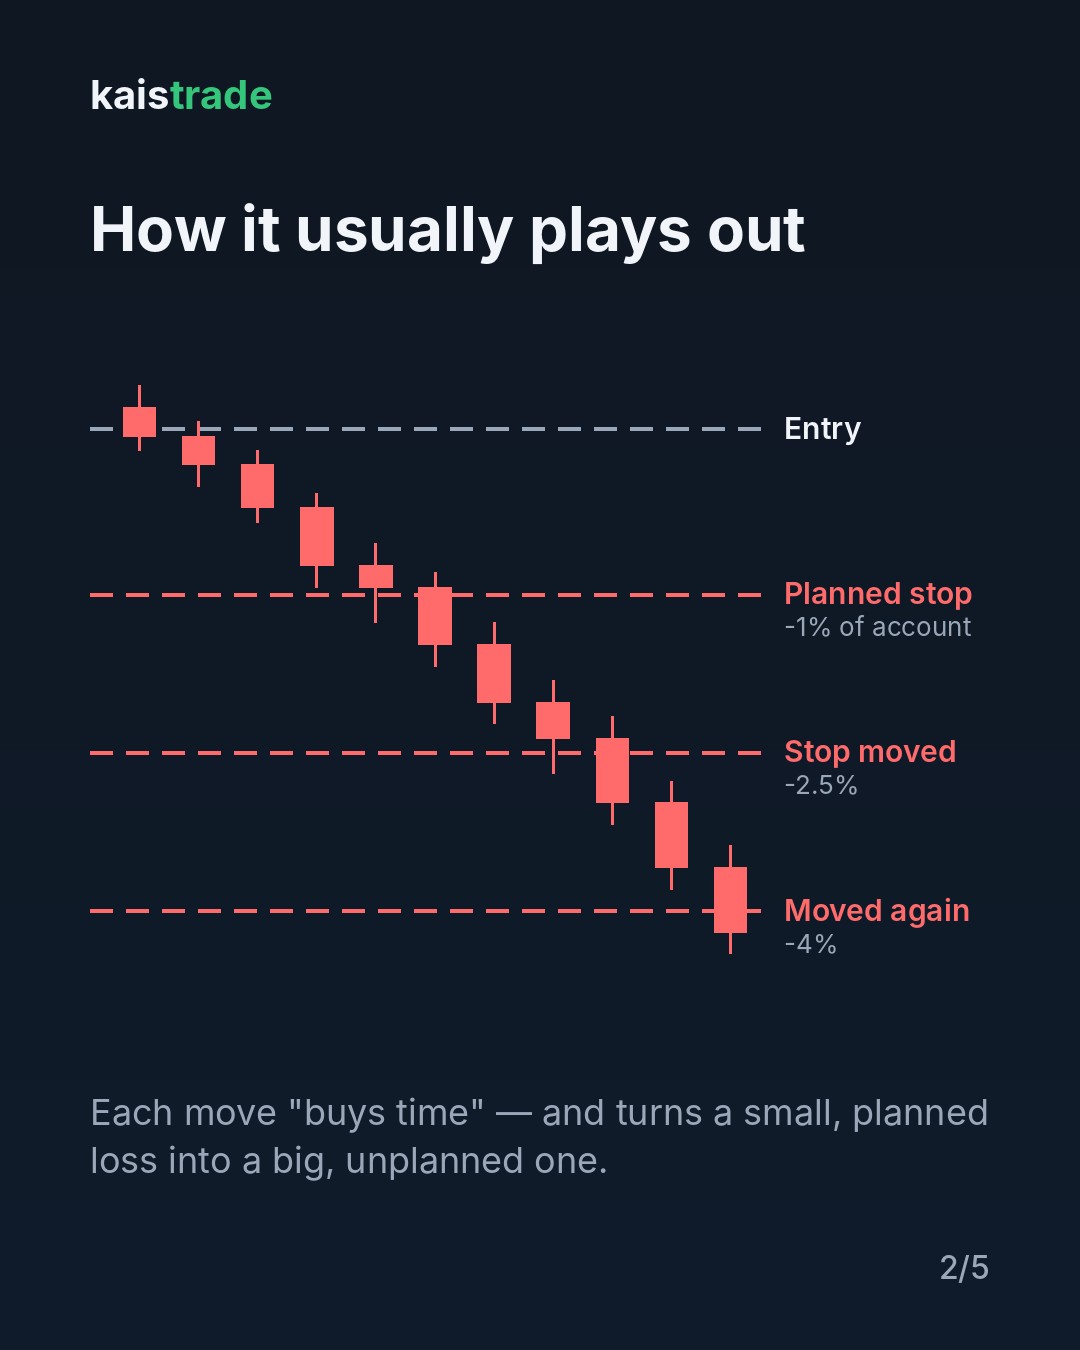 kaistrade
How it usually plays out
Entry
Planned stop
-1% of account
Stop moved
-2.5%
Moved again
-4%
Each move "buys time" — and turns a small, planned
loss into a big, unplanned one.
2/5